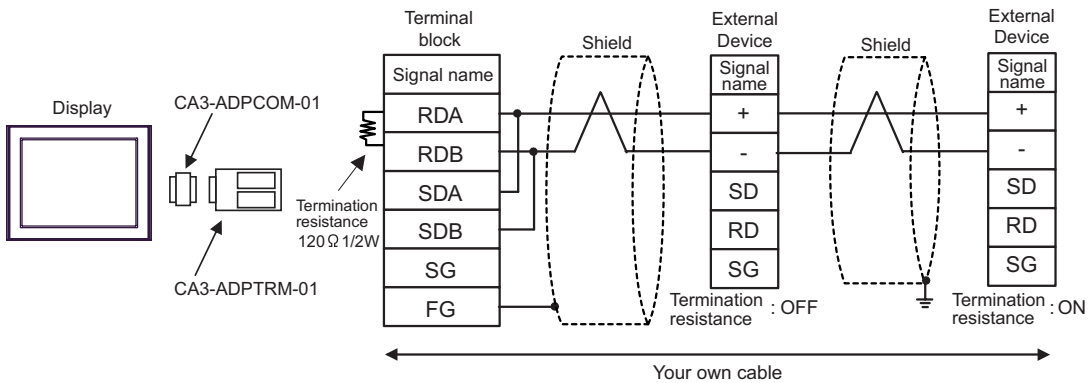 Display
CA3-ADPCOM-01
CA3-ADPTRM-01
Termination
resistance
120Ω 1/2W
Terminal
block
Signal name
RDA
RDB
SDA
SDB
SG
FG
Shield
External
Device
Signal
name
+
-
SD
RD
SG
Termination
resistance : OFF
Shield
External
Device
Signal
name
+
-
SD
RD
SG
Termination
resistance : ON
Your own cable